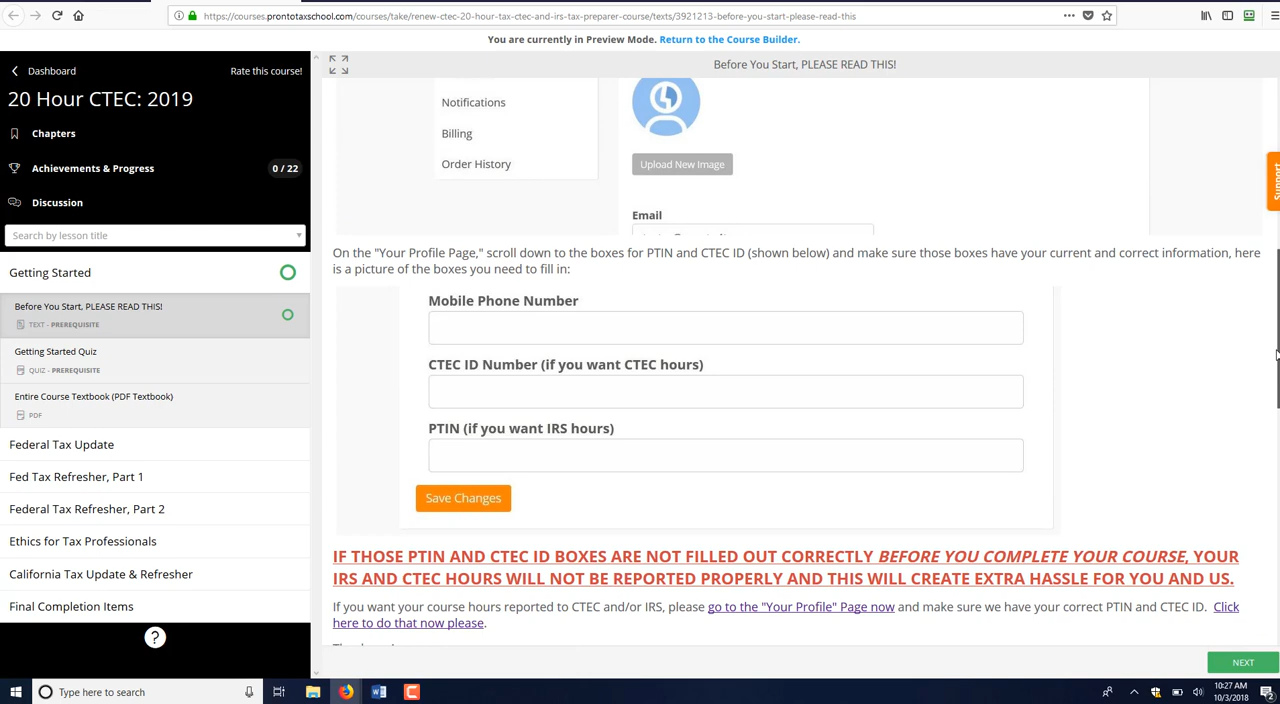 https://courses.prontotaxschool.com/courses/take/renew-ctec-20-hour-tax-ctec-and-irs-tax-preparer-course/texts/3921213-before-you-start-please-read-this
You are currently in Preview Mode. Return to the Course Builder.
Dashboard
Rate this course!
20 Hour CTEC: 2019
Chapters
Achievements & Progress
0 / 22
Discussion
Search by lesson title
Getting Started
Before You Start, PLEASE READ THIS!
TEXT - PREREQUISITE
Getting Started Quiz
QUIZ - PREREQUISITE
Entire Course Textbook (PDF Textbook)
PDF
Federal Tax Update
Fed Tax Refresher, Part 1
Federal Tax Refresher, Part 2
Ethics for Tax Professionals
California Tax Update & Refresher
Final Completion Items
?
Before You Start, PLEASE READ THIS!
Notifications
Billing
Order History
Upload New Image
Email
On the "Your Profile Page," scroll down to the boxes for PTIN and CTEC ID (shown below) and make sure those boxes have your current and correct information, here
is a picture of the boxes you need to fill in:
Mobile Phone Number
CTEC ID Number (if you want CTEC hours)
PTIN (if you want IRS hours)
Save Changes
IF THOSE PTIN AND CTEC ID BOXES ARE NOT FILLED OUT CORRECTLY BEFORE YOU COMPLETE YOUR COURSE, YOUR
IRS AND CTEC HOURS WILL NOT BE REPORTED PROPERLY AND THIS WILL CREATE EXTRA HASSLE FOR YOU AND US.
If you want your course hours reported to CTEC and/or IRS, please go to the "Your Profile" Page now and make sure we have your correct PTIN and CTEC ID. Click
here to do that now please.
Support
NEXT
Type here to search
10:27 AM
10/3/2018
2